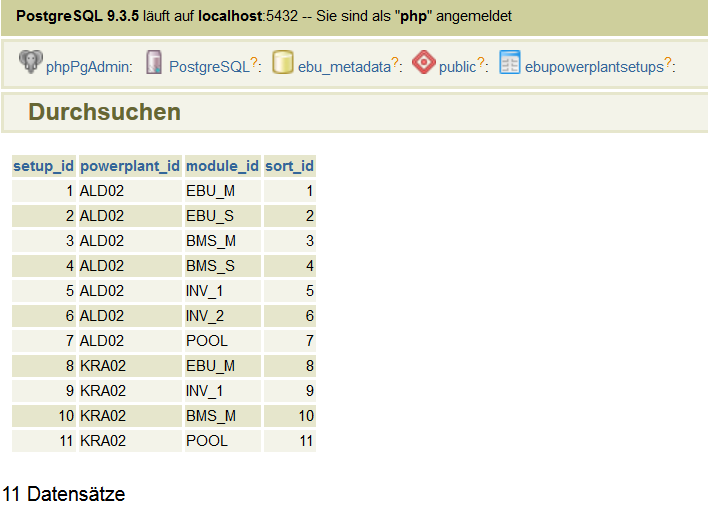 PostgreSQL 9.3.5 läuft auf localhost:5432 -- Sie sind als "php" angemeldet
phpPgAdmin: PostgreSQL?: ebu_metadata?: public?: ebupowerplantsetups?:
Durchsuchen
setup_id powerplant_id module_id sort_id
1 ALD02 EBU_M 1
2 ALD02 EBU_S 2
3 ALD02 BMS_M 3
4 ALD02 BMS_S 4
5 ALD02 INV_1 5
6 ALD02 INV_2 6
7 ALD02 POOL 7
8 KRA02 EBU_M 8
9 KRA02 INV_1 9
10 KRA02 BMS_M 10
11 KRA02 POOL 11
11 Datensätze